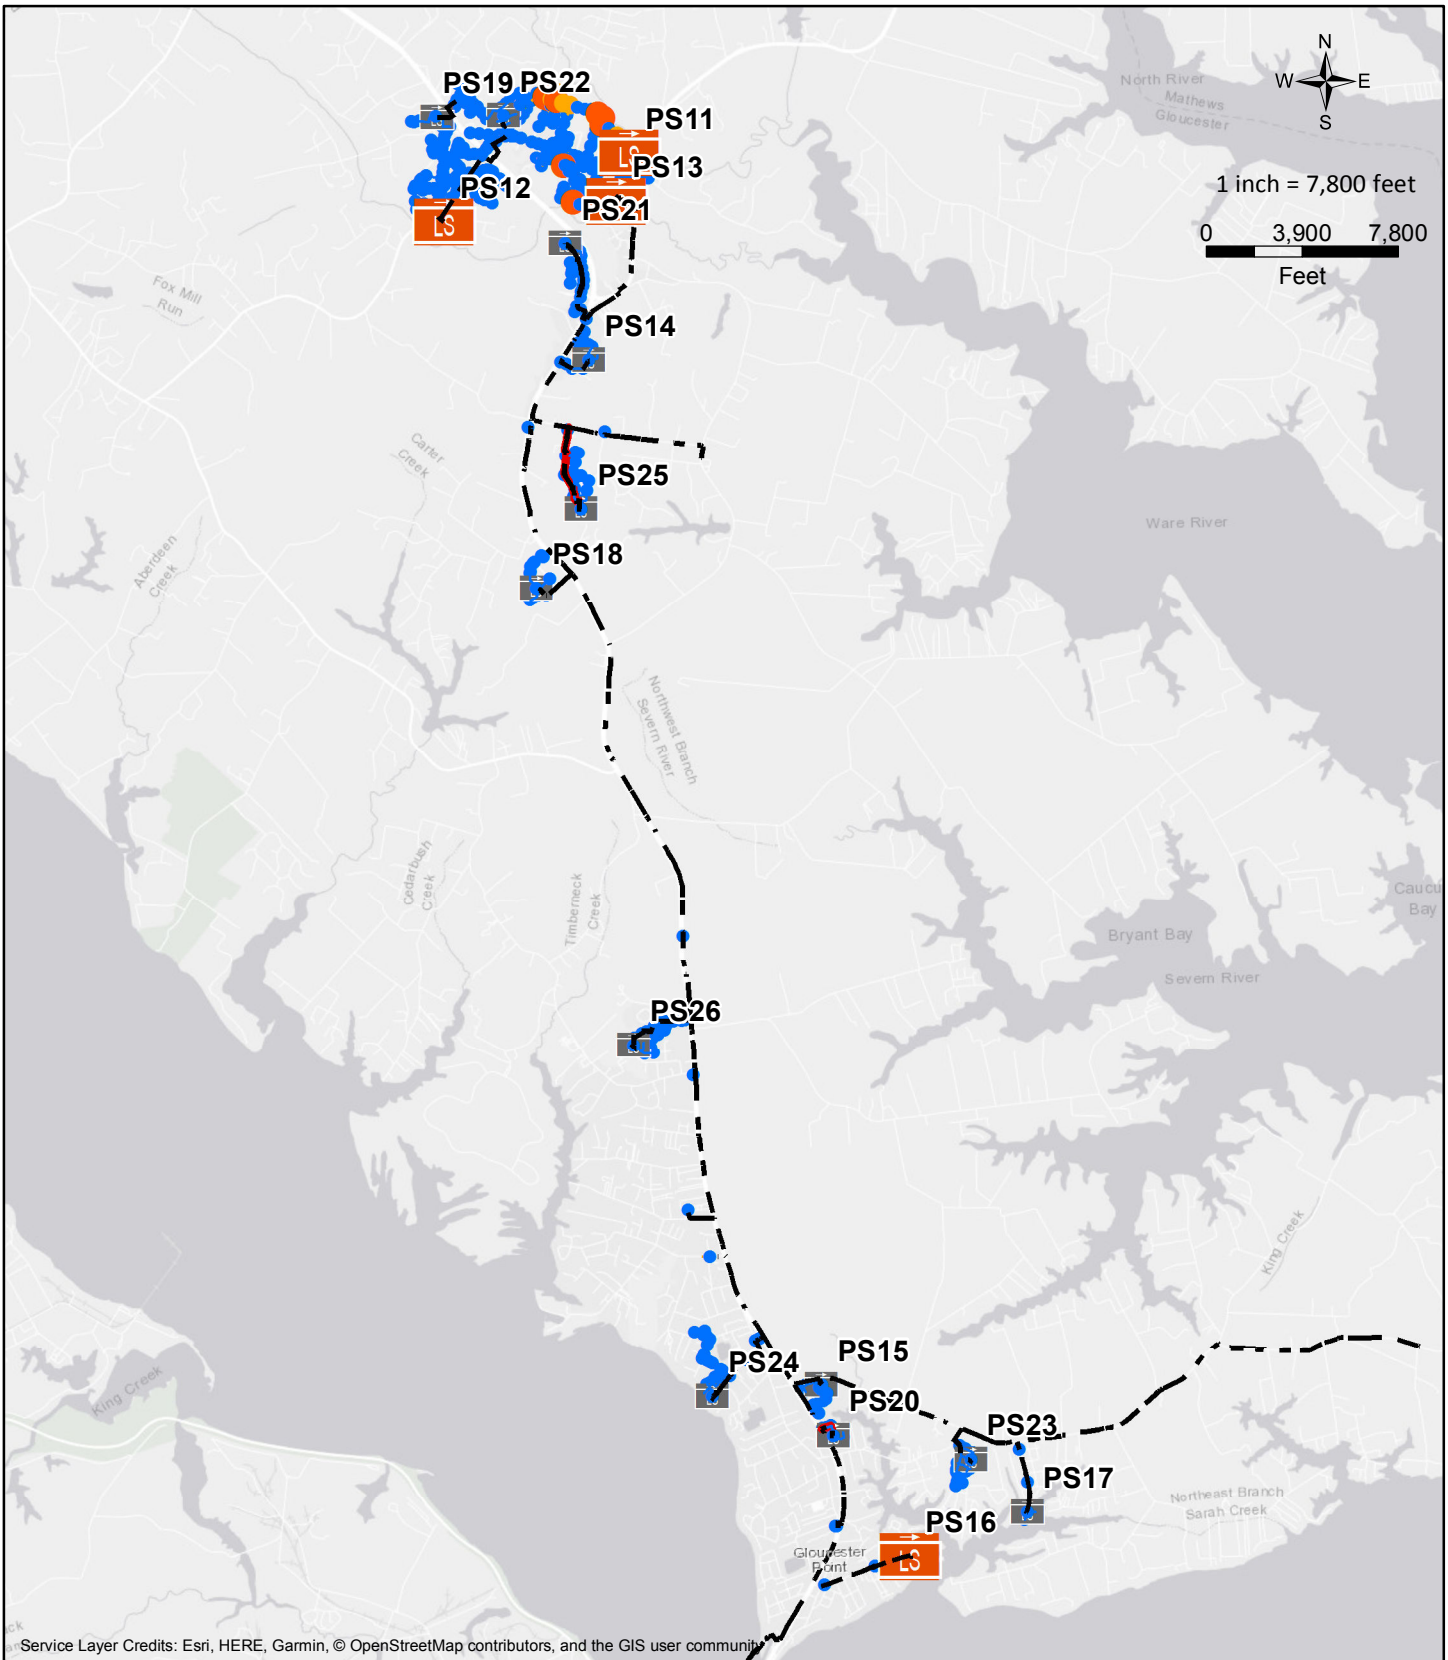 N
W E
S
North River
Mathews
Gloucester
1 inch = 7,800 feet
0 3,900 7,800
Feet
PS19 PS22
PS11
LS
PS13
PS12
LS
PS21
Fox Mill
Run
PS14
Carter
Creek
PS25
Ware River
Aberdeen
Creek
PS18
Northwest Branch
Severn River
Cedarbush
Creek
Timberneck
Creek
Bryant Bay
Severn River
Bay
PS26
King Creek
King Creek
PS15
PS24
PS20
PS23
PS17
Northeast Branch
Sarah Creek
PS16
LS
Gloucester
Point
Service Layer Credits: Esri, HERE, Garmin, © OpenStreetMap contributors, and the GIS user community